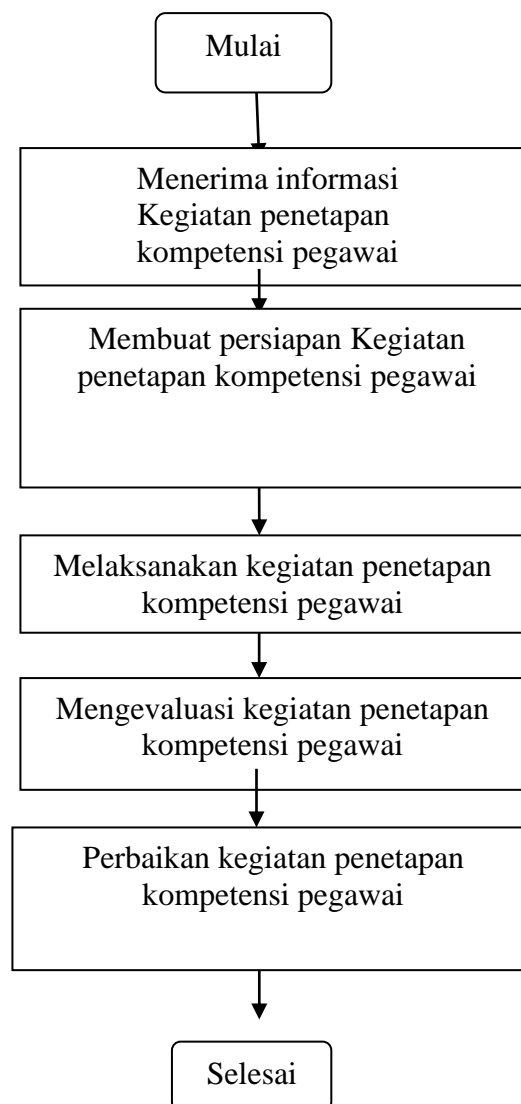 Mulai
Menerima informasi
Kegiatan penetapan
kompetensi pegawai
Membuat persiapan Kegiatan
penetapan kompetensi pegawai
Melaksanakan kegiatan penetapan
kompetensi pegawai
Mengevaluasi kegiatan penetapan
kompetensi pegawai
Perbaikan kegiatan penetapan
kompetensi pegawai
Selesai